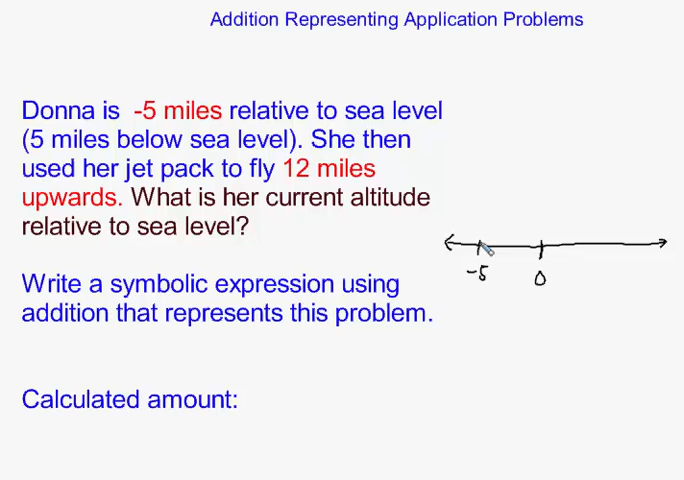 Addition Representing Application Problems
Donna is -5 miles relative to sea level
(5 miles below sea level). She then
used her jet pack to fly 12 miles
upwards. What is her current altitude
relative to sea level?
-5 0
Write a symbolic expression using
addition that represents this problem.
Calculated amount: